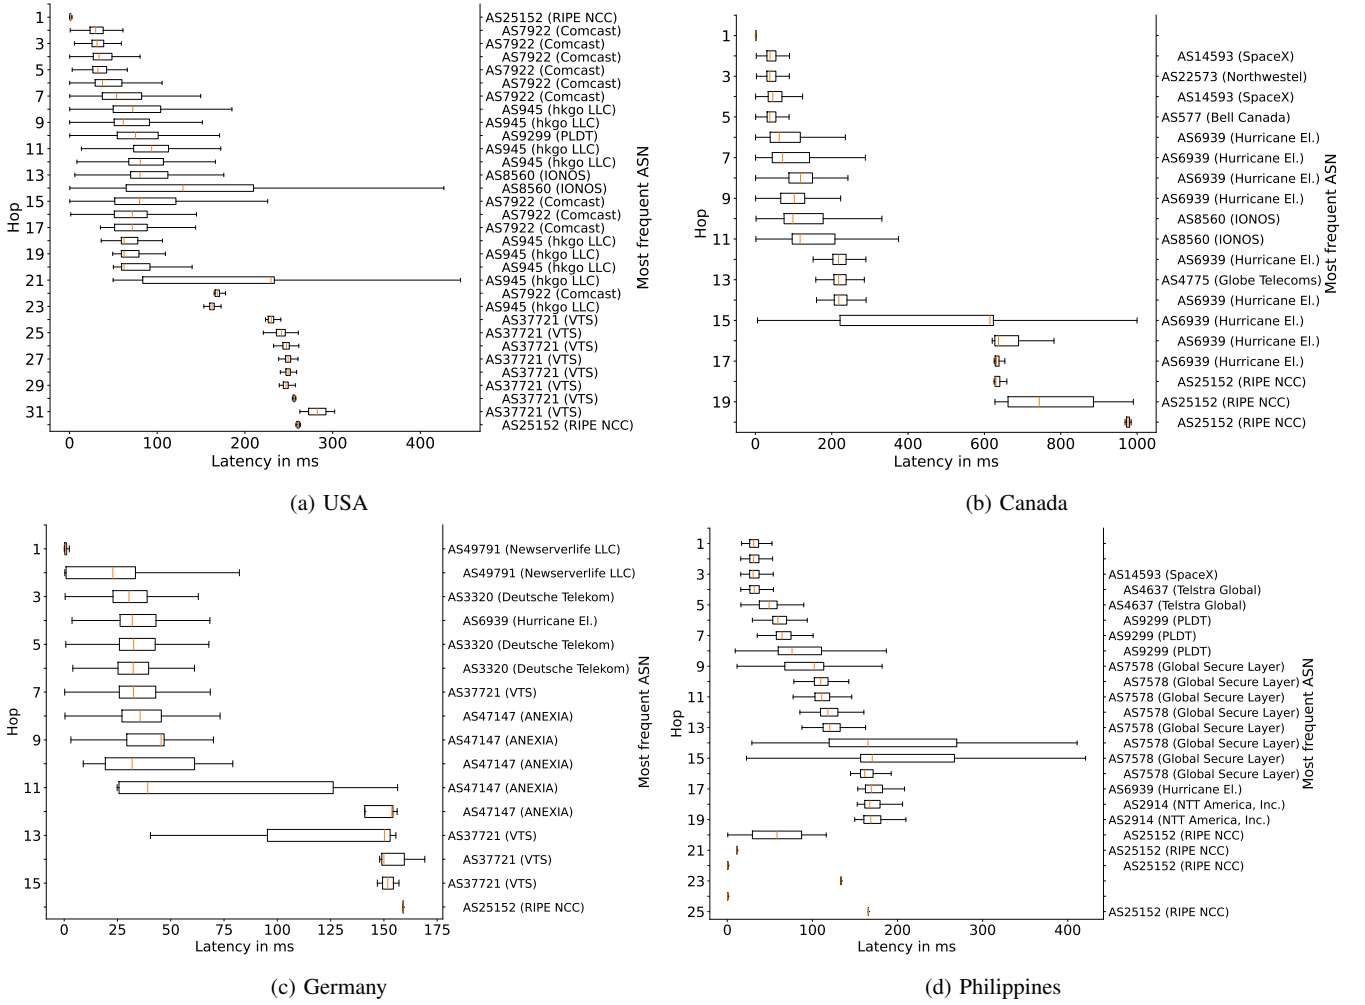 1
3
5
7
9
11
13
15
17
19
21
23
25
27
29
31
Hop
0
100
200
300
400
Latency in ms
AS25152 (RIPE NCC)
AS7922 (Comcast)
AS7922 (Comcast)
AS7922 (Comcast)
AS7922 (Comcast)
AS7922 (Comcast)
AS7922 (Comcast)
AS945 (hkgo LLC)
AS945 (hkgo LLC)
AS9299 (PLDT)
AS945 (hkgo LLC)
AS945 (hkgo LLC)
AS8560 (IONOS)
AS8560 (IONOS)
AS7922 (Comcast)
AS7922 (Comcast)
AS7922 (Comcast)
AS945 (hkgo LLC)
AS945 (hkgo LLC)
AS945 (hkgo LLC)
AS945 (hkgo LLC)
AS7922 (Comcast)
AS945 (hkgo LLC)
AS37721 (VTS)
AS37721 (VTS)
AS37721 (VTS)
AS37721 (VTS)
AS37721 (VTS)
AS37721 (VTS)
AS37721 (VTS)
AS37721 (VTS)
AS25152 (RIPE NCC)
Most frequent ASN
(a) USA
1
3
5
7
9
11
13
15
17
19
Hop
0
200
400
600
800
1000
Latency in ms
AS14593 (SpaceX)
AS22573 (Northwestel)
AS14593 (SpaceX)
AS577 (Bell Canada)
AS6939 (Hurricane El.)
AS6939 (Hurricane El.)
AS6939 (Hurricane El.)
AS6939 (Hurricane El.)
AS8560 (IONOS)
AS8560 (IONOS)
AS6939 (Hurricane El.)
AS4775 (Globe Telecoms)
AS6939 (Hurricane El.)
AS6939 (Hurricane El.)
AS6939 (Hurricane El.)
AS6939 (Hurricane El.)
AS25152 (RIPE NCC)
AS25152 (RIPE NCC)
AS25152 (RIPE NCC)
Most frequent ASN
(b) Canada
1
3
5
7
9
11
13
15
Hop
0
25
50
75
100
125
150
175
Latency in ms
AS49791 (Newserverlife LLC)
AS49791 (Newserverlife LLC)
AS3320 (Deutsche Telekom)
AS6939 (Hurricane El.)
AS3320 (Deutsche Telekom)
AS3320 (Deutsche Telekom)
AS37721 (VTS)
AS47147 (ANEXIA)
AS47147 (ANEXIA)
AS47147 (ANEXIA)
AS47147 (ANEXIA)
AS47147 (ANEXIA)
AS37721 (VTS)
AS37721 (VTS)
AS37721 (VTS)
AS25152 (RIPE NCC)
Most frequent ASN
(c) Germany
1
3
5
7
9
11
13
15
17
19
21
23
25
Hop
0
100
200
300
400
Latency in ms
AS14593 (SpaceX)
AS4637 (Telstra Global)
AS4637 (Telstra Global)
AS9299 (PLDT)
AS9299 (PLDT)
AS9299 (PLDT)
AS7578 (Global Secure Layer)
AS7578 (Global Secure Layer)
AS7578 (Global Secure Layer)
AS7578 (Global Secure Layer)
AS7578 (Global Secure Layer)
AS7578 (Global Secure Layer)
AS7578 (Global Secure Layer)
AS7578 (Global Secure Layer)
AS6939 (Hurricane El.)
AS2914 (NTT America, Inc.)
AS2914 (NTT America, Inc.)
AS25152 (RIPE NCC)
AS25152 (RIPE NCC)
AS25152 (RIPE NCC)
AS25152 (RIPE NCC)
Most frequent ASN
(d) Philippines